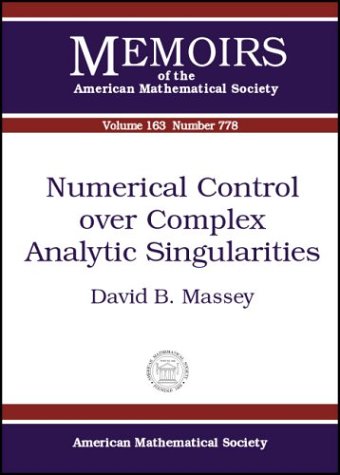 MEMOIRS
of the
American Mathematical Society
Volume 163 Number 778
Numerical Control
over Complex
Analytic Singularities
David B. Massey
American Mathematical Society